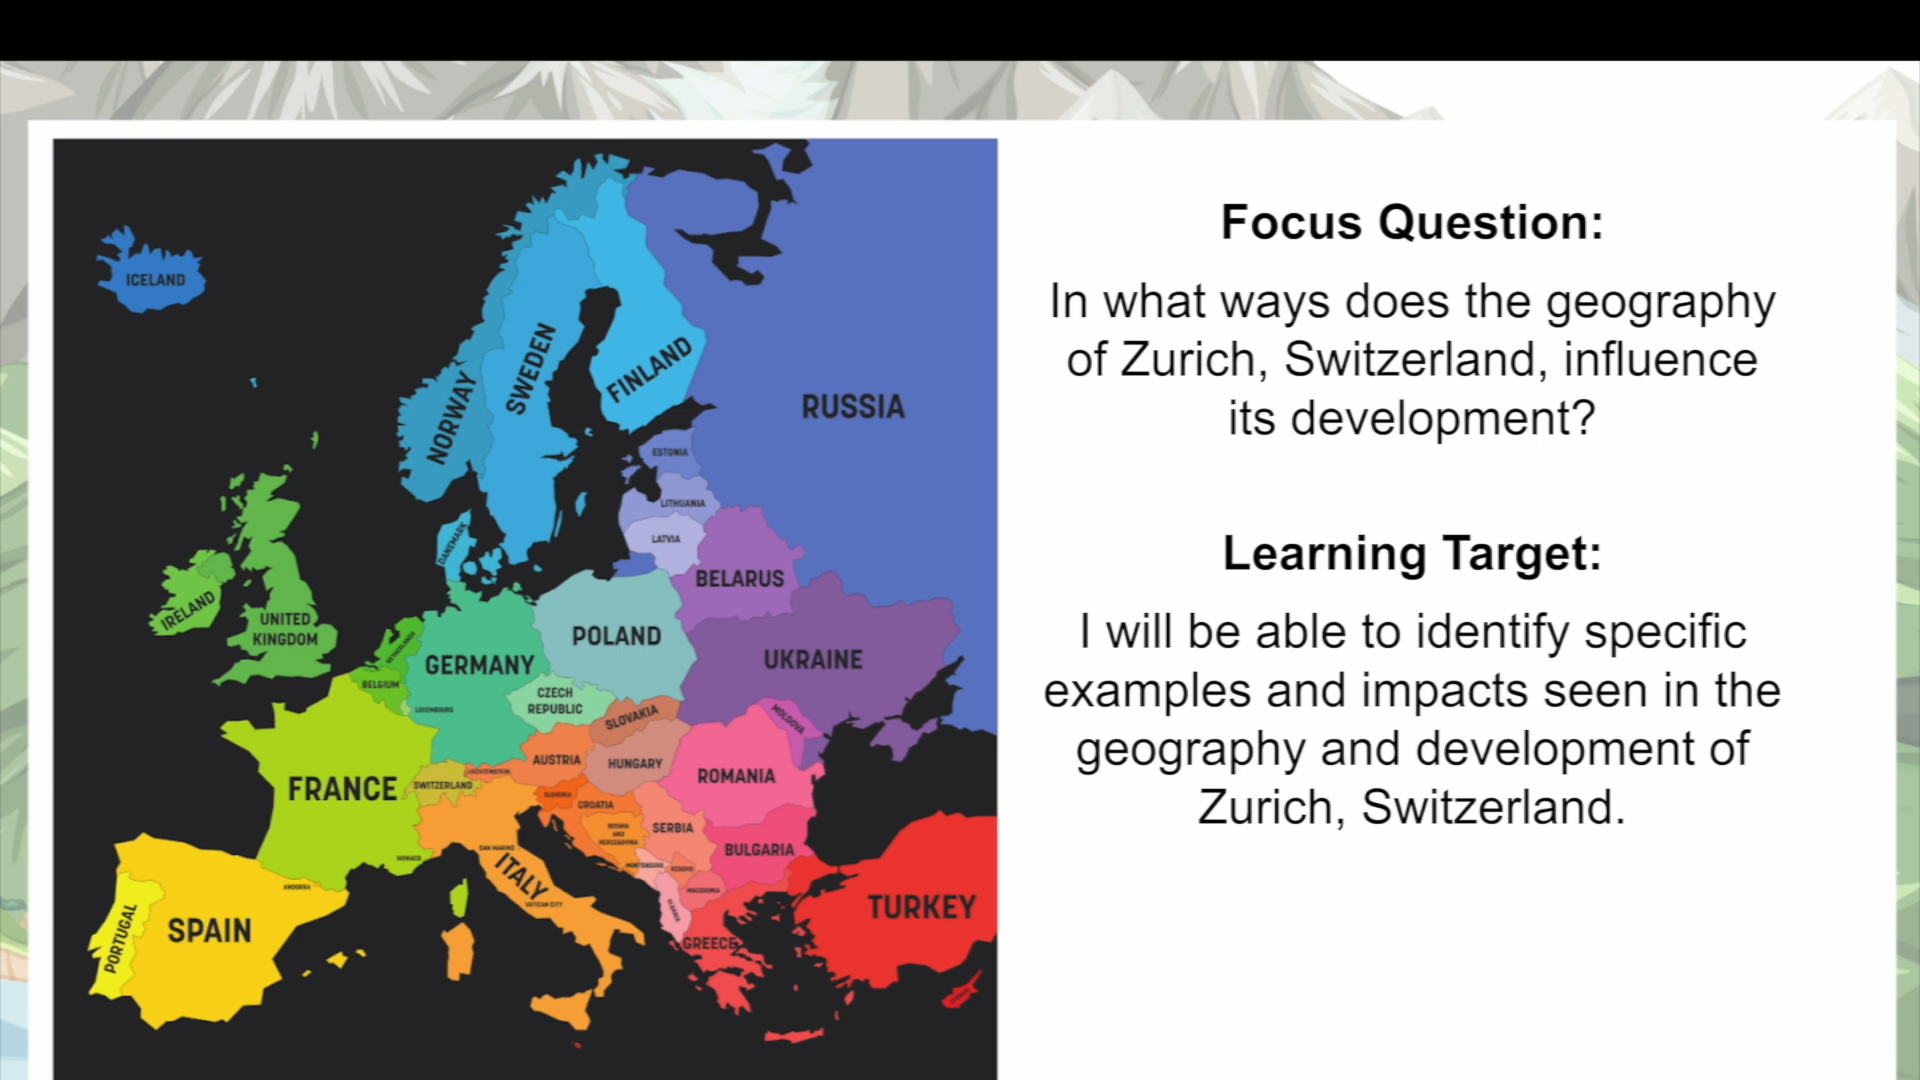 ICELAND
NORWAY
SWEDEN
FINLAND
RUSSIA
ESTONIA
LITHUANIA
LATVIA
DENMARK
BELARUS
IRELAND
UNITED
KINGDOM
NETHERLANDS
BELGIUM
LUXEMBOURG
GERMANY
POLAND
CZECH
REPUBLIC
UKRAINE
SLOVAKIA
MOLDOVA
FRANCE
SWITZERLAND
LIECHTENSTEIN
AUSTRIA
HUNGARY
ROMANIA
SLOVENIA
CROATIA
BOSNIA
AND
HERZEGOVINA
SERBIA
BULGARIA
MONACO
SAN MARINO
ITALY
VATICAN CITY
MONTENEGRO
KOSOVO
MACEDONIA
ALBANIA
GREECE
TURKEY
CYPRUS
ANDORRA
SPAIN
PORTUGAL
Focus Question:
In what ways does the geography
of Zurich, Switzerland, influence
its development?
Learning Target:
I will be able to identify specific
examples and impacts seen in the
geography and development of
Zurich, Switzerland.